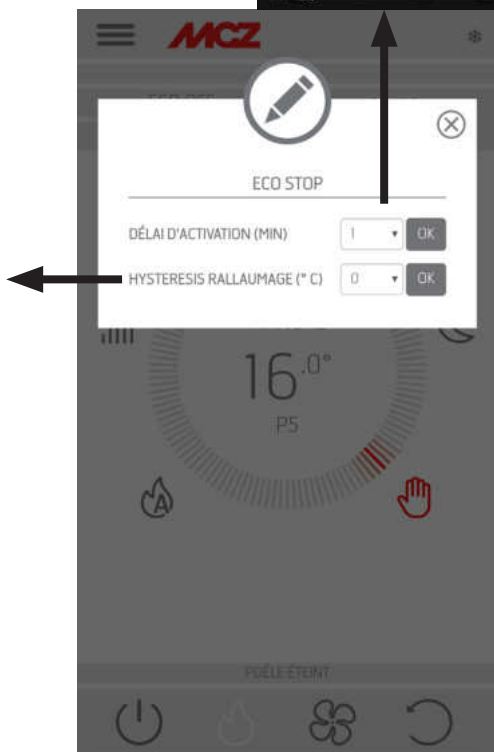 MCZ
ECO STOP
DÉLAI D'ACTIVATION (MIN) 1 OK
HYSTERESIS RALLAUMAGE (° C) 0 OK
16.0°
P5
A
POÊLE ÉTEINT